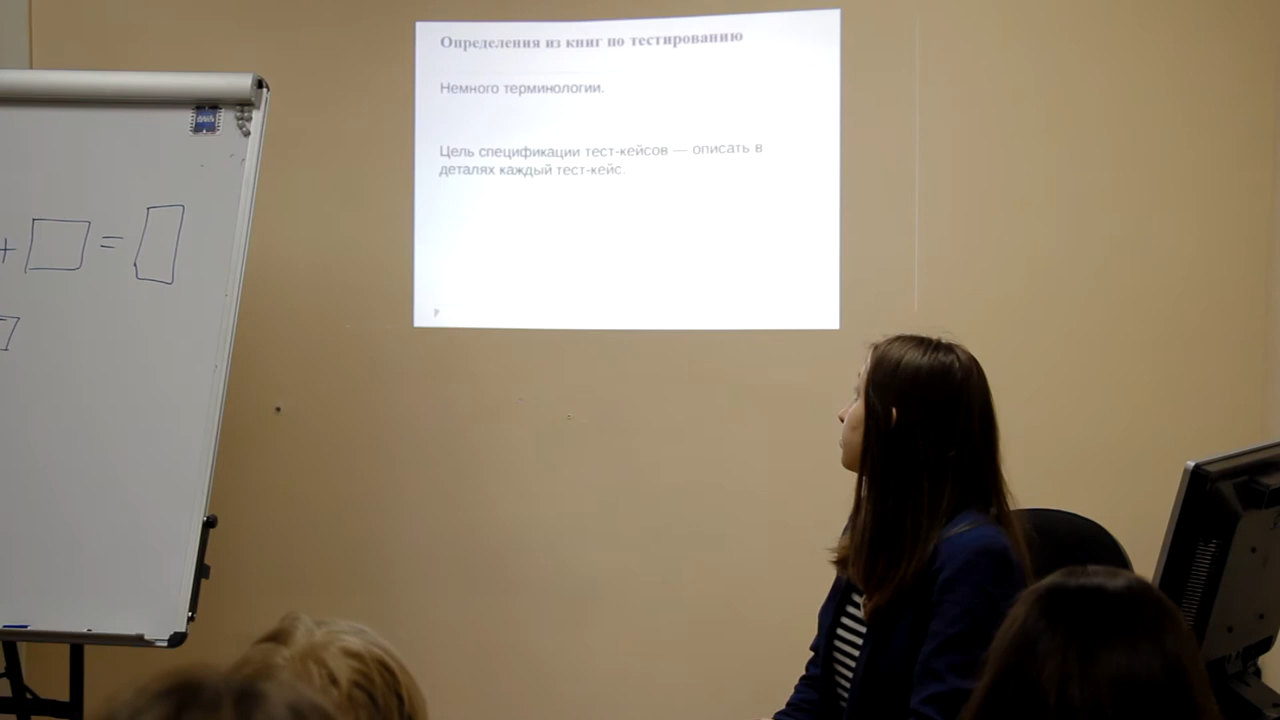 Определения из книг по тестированию
Немного терминологии.
Цель спецификации тест-кейсов — описать в
деталях каждый тест-кейс.
+ =